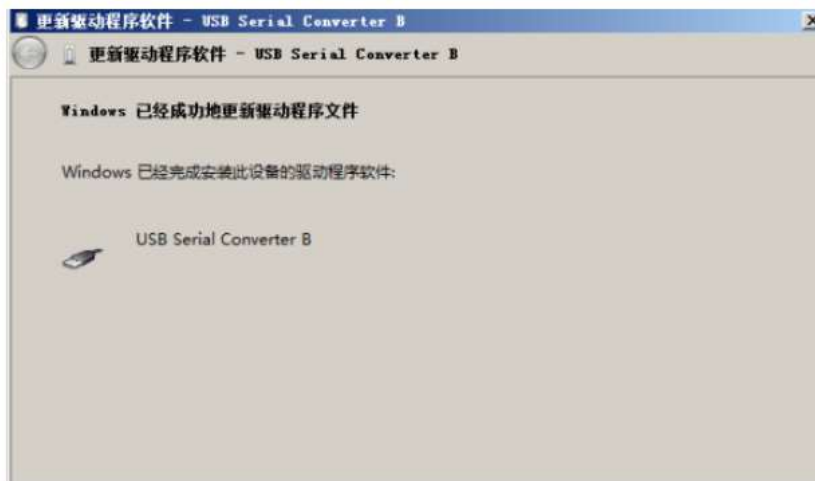 更新驱动程序软件 - USB Serial Converter B
更新驱动程序软件 - USB Serial Converter B
Windows 已经成功地更新驱动程序文件
Windows 已经完成安装此设备的驱动程序软件:
USB Serial Converter B